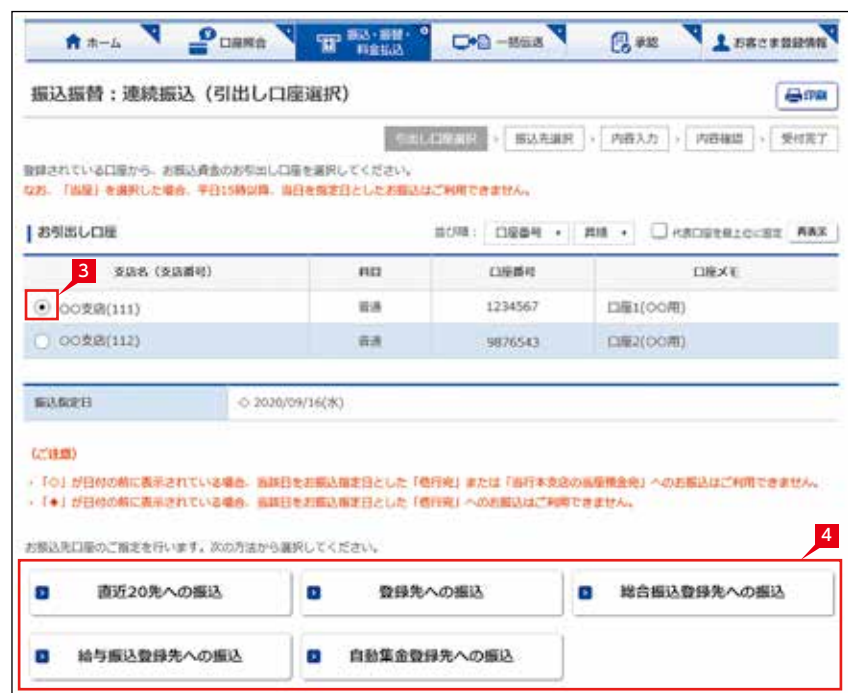 ホーム
口座照会
振込・振替・
料金払込
一括伝送
承認
お客さま登録情報
振込振替：連続振込（引出し口座選択）
印刷
引出し口座選択 振込先選択 内容入力 内容確認 受付完了
登録されている口座から、お振込資金のお引出し口座を選択してください。
なお、「当座」を選択した場合、平日15時以降、当日を指定日としたお振込はご利用できません。
お引出し口座
並び順： 口座番号 昇順 代表口座を最上位に固定 再表示
3
支店名（支店番号） 科目 口座番号 口座メモ
○○支店(111) 普通 1234567 口座1(○○用)
○○支店(112) 普通 9876543 口座2(○○用)
振込指定日 ◇ 2020/09/16(水)
(ご注意)
・「◇」が日付の前に表示されている場合、当該日をお振込指定日とした「他行宛」または「当行本支店の当座預金宛」へのお振込はご利用できません。
・「◆」が日付の前に表示されている場合、当該日をお振込指定日とした「他行宛」へのお振込はご利用できません。
お振込先口座のご指定を行います。次の方法から選択してください。
4
直近20先への振込
登録先への振込
総合振込登録先への振込
給与振込登録先への振込
自動集金登録先への振込